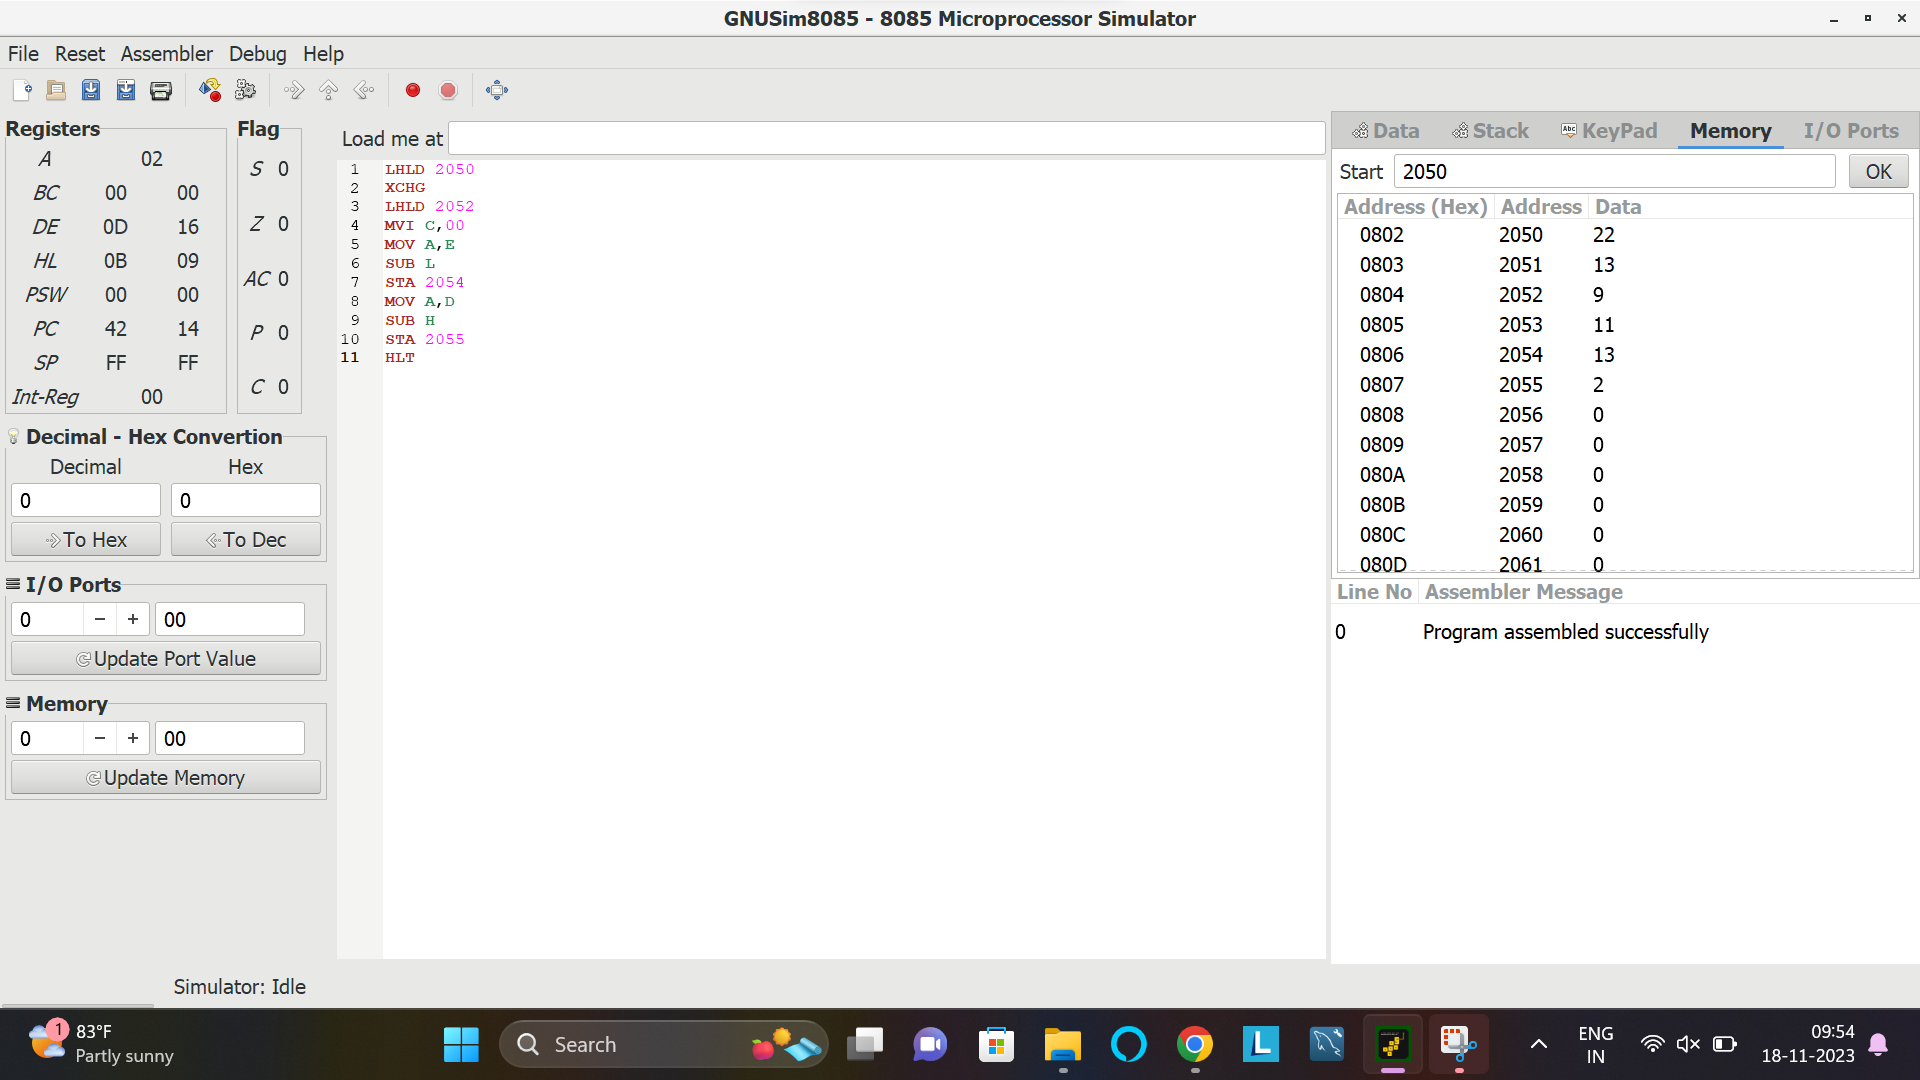 GNUSim8085 - 8085 Microprocessor Simulator
File Reset Assembler Debug Help
Registers
A 02
BC 00 00
DE 0D 16
HL 0B 09
PSW 00 00
PC 42 14
SP FF FF
Int-Reg 00
Flag
S 0
Z 0
AC 0
P 0
C 0
Decimal - Hex Convertion
Decimal Hex
0 0
To Hex To Dec
I/O Ports
0 − + 00
Update Port Value
Memory
0 − + 00
Update Memory
Load me at
1 LHLD 2050
2 XCHG
3 LHLD 2052
4 MVI C,00
5 MOV A,E
6 SUB L
7 STA 2054
8 MOV A,D
9 SUB H
10 STA 2055
11 HLT
Data Stack Abc KeyPad Memory I/O Ports
Start 2050 OK
Address (Hex) Address Data
0802 2050 22
0803 2051 13
0804 2052 9
0805 2053 11
0806 2054 13
0807 2055 2
0808 2056 0
0809 2057 0
080A 2058 0
080B 2059 0
080C 2060 0
080D 2061 0
Line No Assembler Message
0 Program assembled successfully
Simulator: Idle
1 83°F
Partly sunny
Search
L
ENG
IN
09:54
18-11-2023